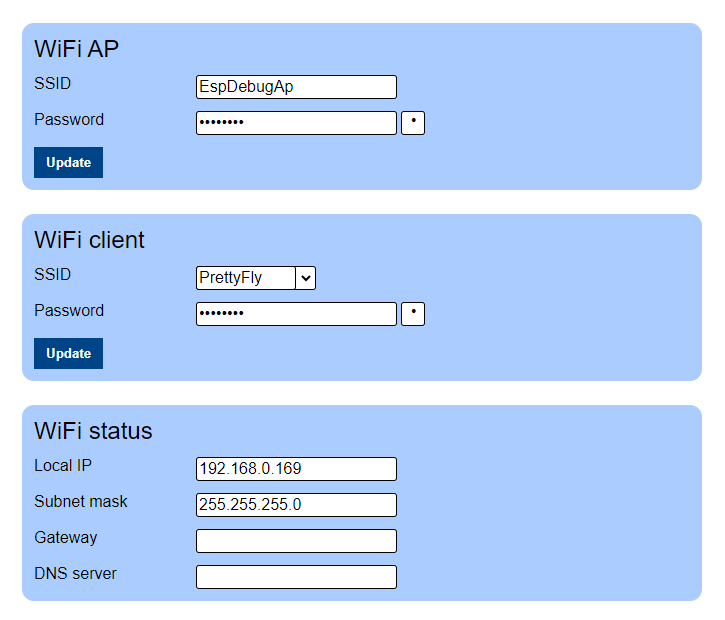 WiFi AP
SSID EspDebugAp
Password •••••••• •
Update
WiFi client
SSID PrettyFly
Password •••••••• •
Update
WiFi status
Local IP 192.168.0.169
Subnet mask 255.255.255.0
Gateway
DNS server